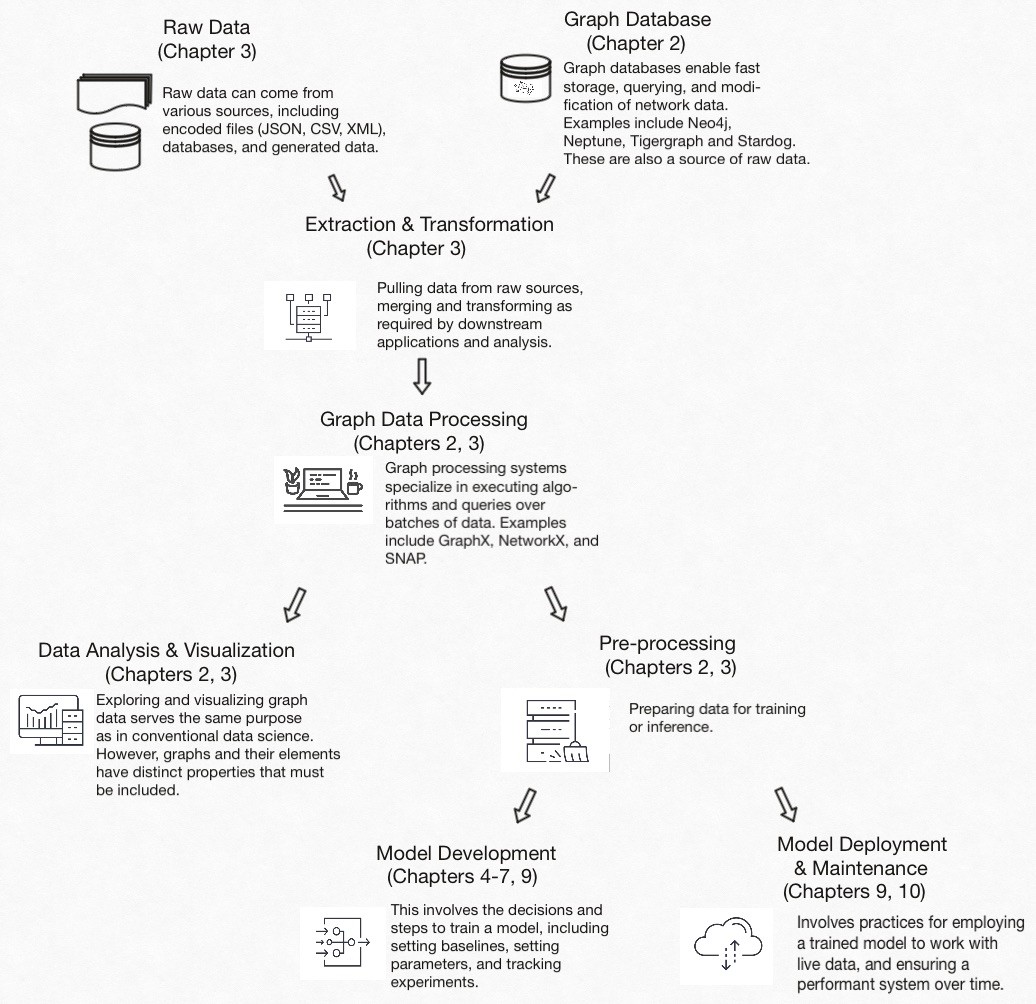 Raw Data
(Chapter 3)
Raw data can come from
various sources, including
encoded files (JSON, CSV, XML),
databases, and generated data.
Graph Database
(Chapter 2)
Graph databases enable fast
storage, querying, and modi-
fication of network data.
Examples include Neo4j,
Neptune, Tigergraph and Stardog.
These are also a source of raw data.
Extraction & Transformation
(Chapter 3)
Pulling data from raw sources,
merging and transforming as
required by downstream
applications and analysis.
Graph Data Processing
(Chapters 2, 3)
Graph processing systems
specialize in executing algo-
rithms and queries over
batches of data. Examples
include GraphX, NetworkX, and
SNAP.
Data Analysis & Visualization
(Chapters 2, 3)
Exploring and visualizing graph
data serves the same purpose
as in conventional data science.
However, graphs and their elements
have distinct properties that must
be included.
Pre-processing
(Chapters 2, 3)
Preparing data for training
or inference.
Model Development
(Chapters 4-7, 9)
This involves the decisions and
steps to train a model, including
setting baselines, setting
parameters, and tracking
experiments.
Model Deployment
& Maintenance
(Chapters 9, 10)
Involves practices for employing
a trained model to work with
live data, and ensuring a
performant system over time.